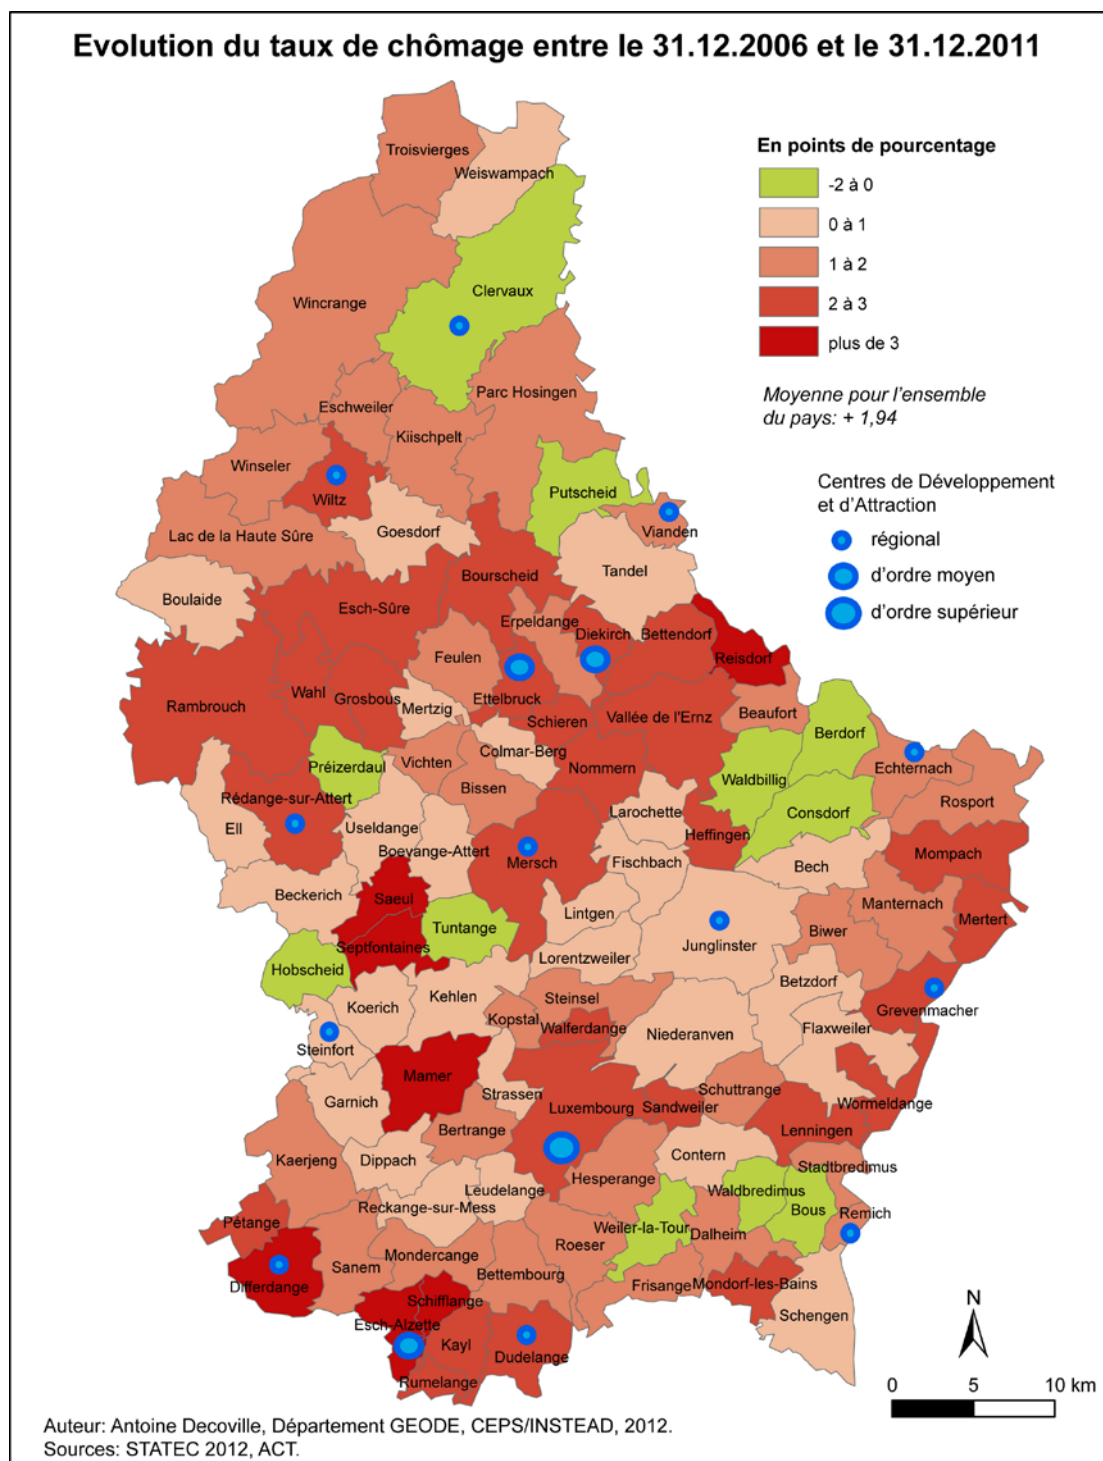 Evolution du taux de chômage entre le 31.12.2006 et le 31.12.2011
En points de pourcentage
-2 à 0
0 à 1
1 à 2
2 à 3
plus de 3
Moyenne pour l'ensemble
du pays: + 1,94
Centres de Développement
et d'Attraction
régional
d'ordre moyen
d'ordre supérieur
Troisvierges
Weiswampach
Clervaux
Wincrange
Parc Hosingen
Eschweiler
Kiischpelt
Winseler
Wiltz
Putscheid
Vianden
Goesdorf
Lac de la Haute Sûre
Tandel
Bourscheid
Boulaide
Esch-Sûre
Erpeldange
Diekirch
Bettendorf
Reisdorf
Feulen
Rambrouch
Wahl
Grosbous
Ettelbruck
Mertzig
Schieren
Vallée de l'Ernz
Beaufort
Berdorf
Colmar-Berg
Préizerdaul
Vichten
Nommern
Waldbillig
Echternach
Bissen
Rédange-sur-Attert
Rosport
Larochette
Consdorf
Ell
Useldange
Heffingen
Boevange-Attert
Mersch
Fischbach
Bech
Mompach
Beckerich
Saeul
Lintgen
Manternach
Mertert
Tuntange
Biwer
Septfontaines
Junglinster
Lorentzweiler
Hobscheid
Betzdorf
Koerich
Kehlen
Steinsel
Grevenmacher
Kopstal
Walferdange
Niederanven
Flaxweiler
Steinfort
Mamer
Strassen
Schuttrange
Garnich
Luxembourg
Sandweiler
Wormeldange
Bertrange
Lenningen
Kaerjeng
Dippach
Contern
Stadtbredimus
Hesperange
Leudelange
Waldbredimus
Reckange-sur-Mess
Bous
Remich
Pétange
Weiler-la-Tour
Dalheim
Roeser
Mondercange
Sanem
Bettembourg
Differdange
Frisange
Mondorf-les-Bains
Schifflange
Schengen
Esch-Alzette
Kayl
Dudelange
Rumelange
N
0 5 10 km
Auteur: Antoine Decoville, Département GEODE, CEPS/INSTEAD, 2012.
Sources: STATEC 2012, ACT.